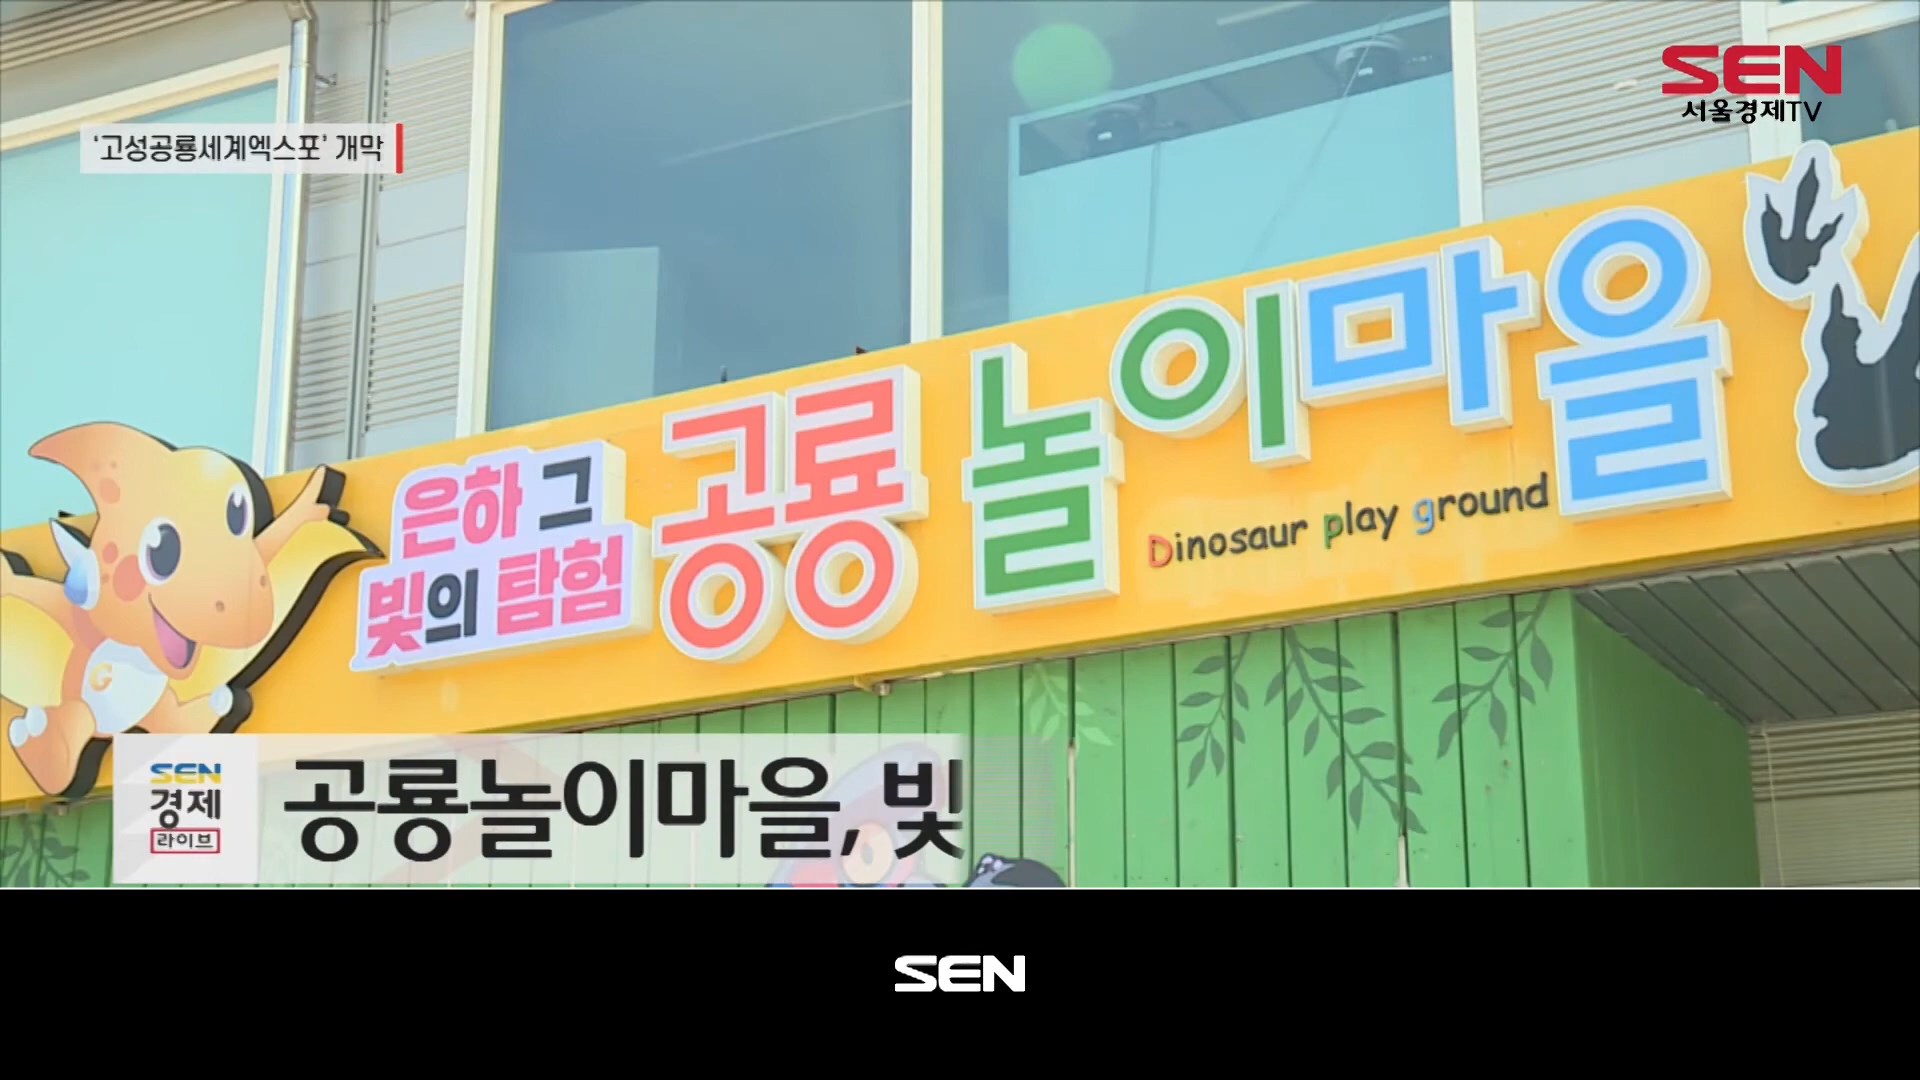 SEN
서울경제TV
‘고성공룡세계엑스포’ 개막
은하 그
빛의 탐험
공룡 놀이마을
Dinosaur play ground
G
SEN
경제
라이브
공룡놀이마을, 빛
SEN